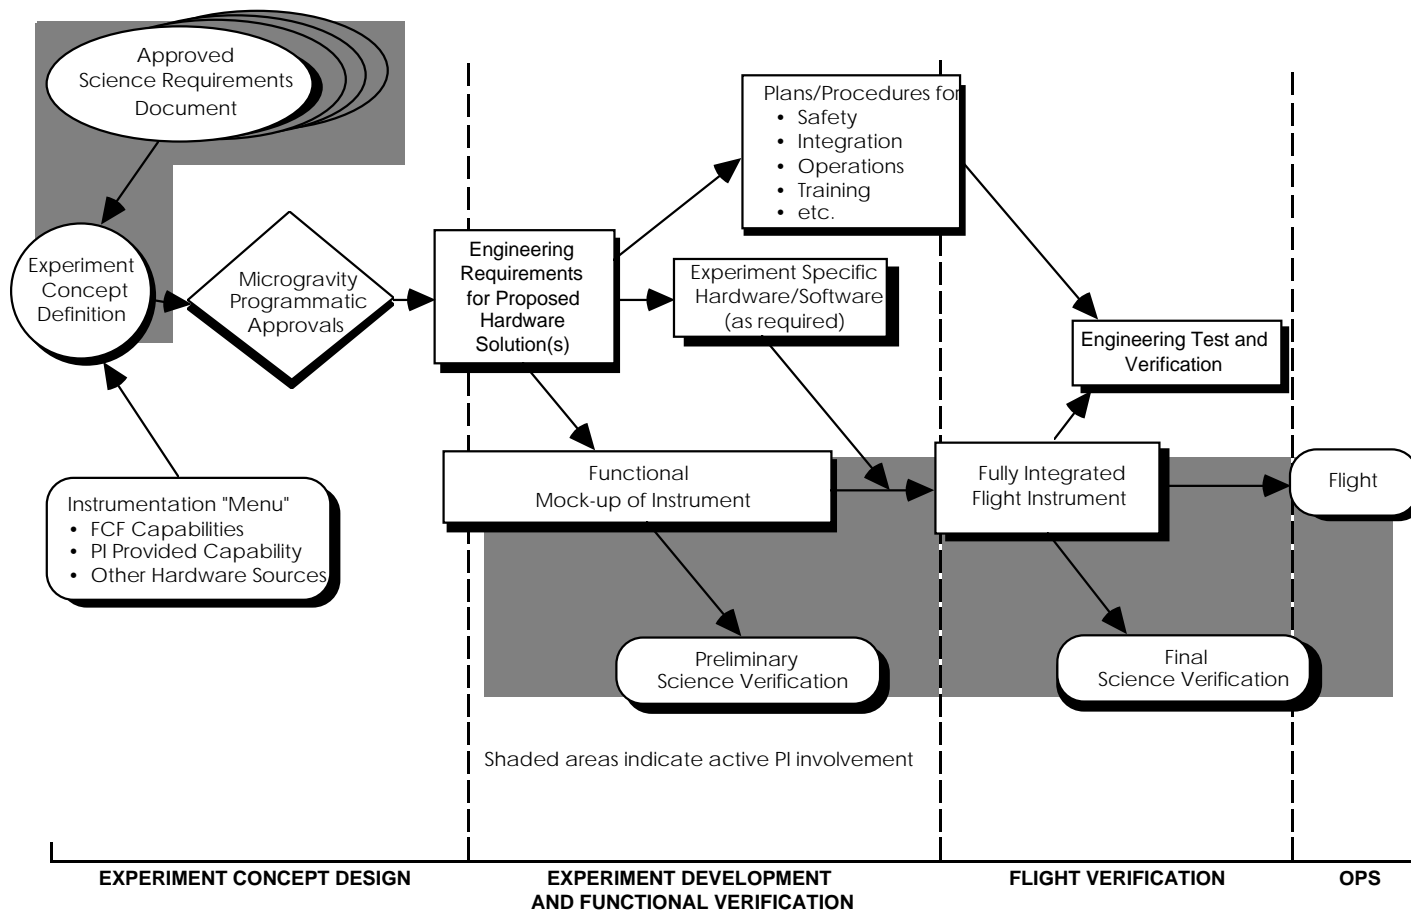 Approved
Science Requirements
Document
Experiment
Concept
Definition
Microgravity
Programmatic
Approvals
Instrumentation "Menu"
• FCF Capabilities
• PI Provided Capability
• Other Hardware Sources
Engineering
Requirements
for Proposed
Hardware
Solution(s)
Plans/Procedures for
• Safety
• Integration
• Operations
• Training
• etc.
Experiment Specific
Hardware/Software
(as required)
Functional
Mock-up of Instrument
Preliminary
Science Verification
Engineering Test and
Verification
Fully Integrated
Flight Instrument
Final
Science Verification
Flight
Shaded areas indicate active PI involvement
EXPERIMENT CONCEPT DESIGN
EXPERIMENT DEVELOPMENT
AND FUNCTIONAL VERIFICATION
FLIGHT VERIFICATION
OPS